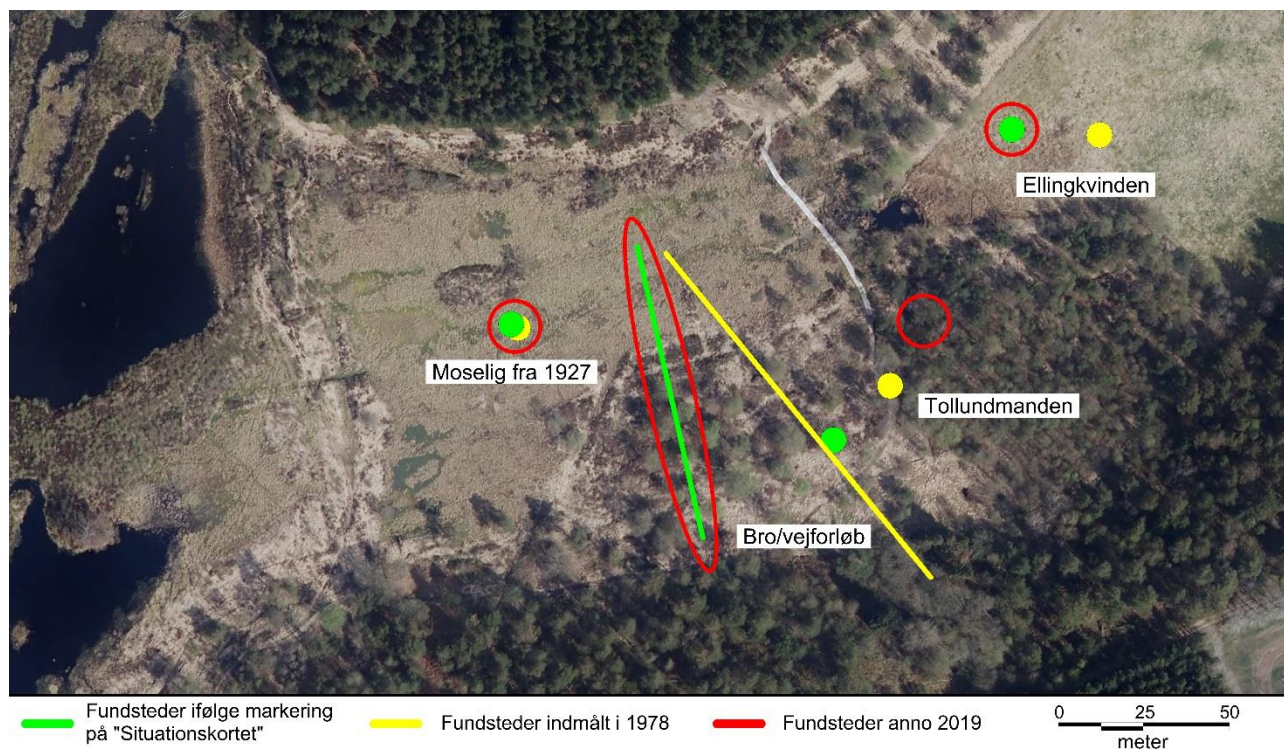 Ellingkvinden
Moselig fra 1927
Tollundmanden
Bro/vejforløb
Fundsteder ifølge markering
på "Situationskortet"
Fundsteder indmålt i 1978
Fundsteder anno 2019
0 25 50
meter